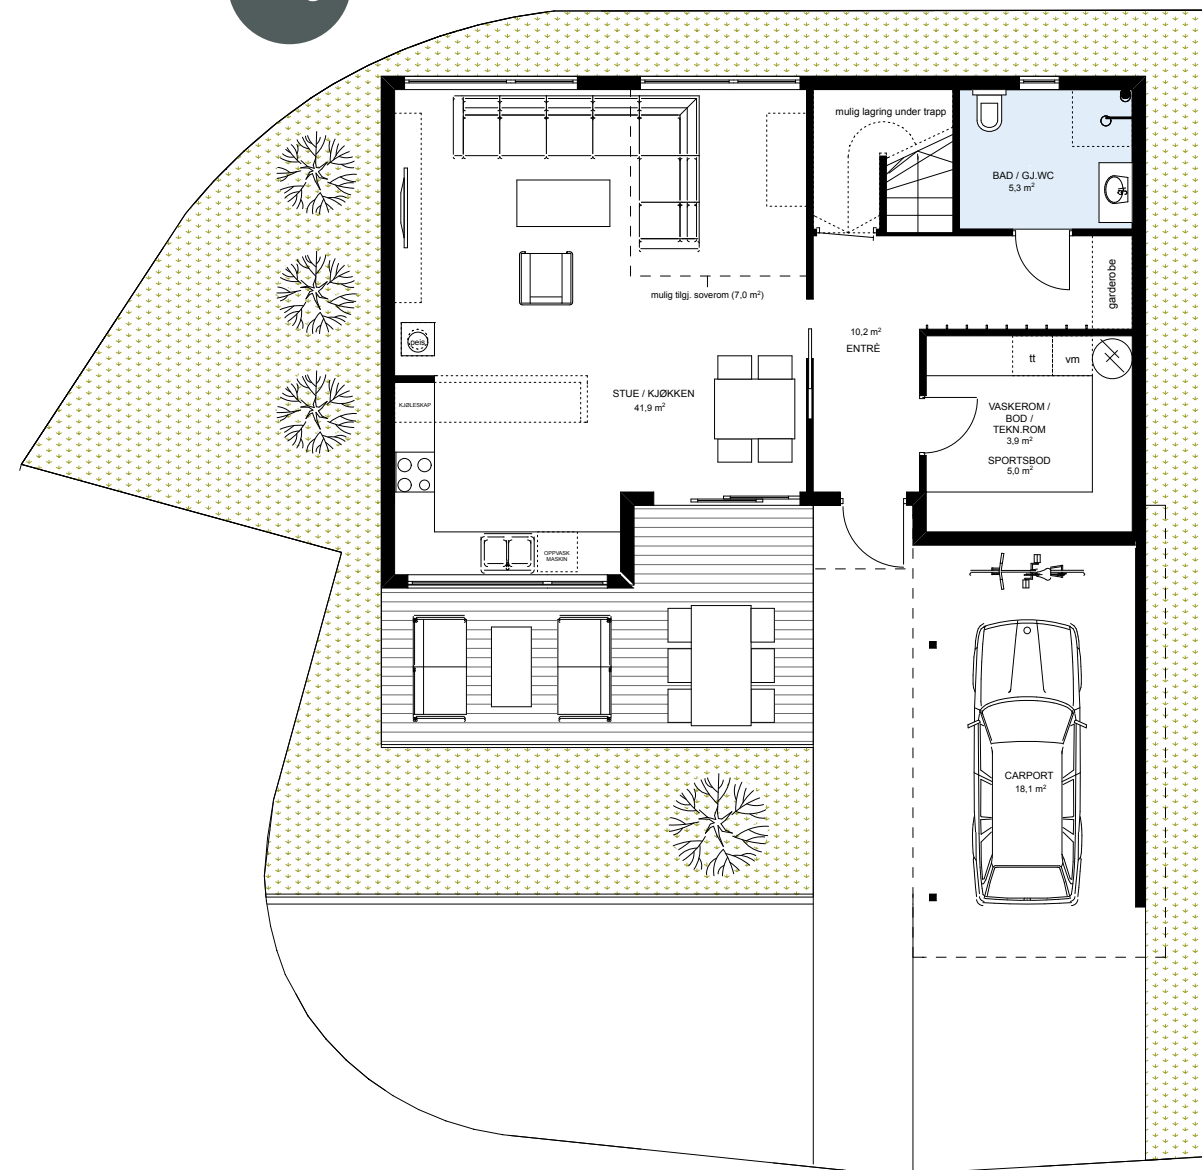 mulig lagring under trapp
BAD / GJ.WC
5,3 m²
garderobe
mulig tilgj. soverom (7,0 m²)
10,2 m²
ENTRÈ
peis
tt
vm
STUE / KJØKKEN
41,9 m²
KJØLESKAP
VASKEROM /
BOD /
TEKN.ROM
3,9 m²
SPORTSBOD
5,0 m²
OPPVASK
MASKIN
CARPORT
18,1 m²